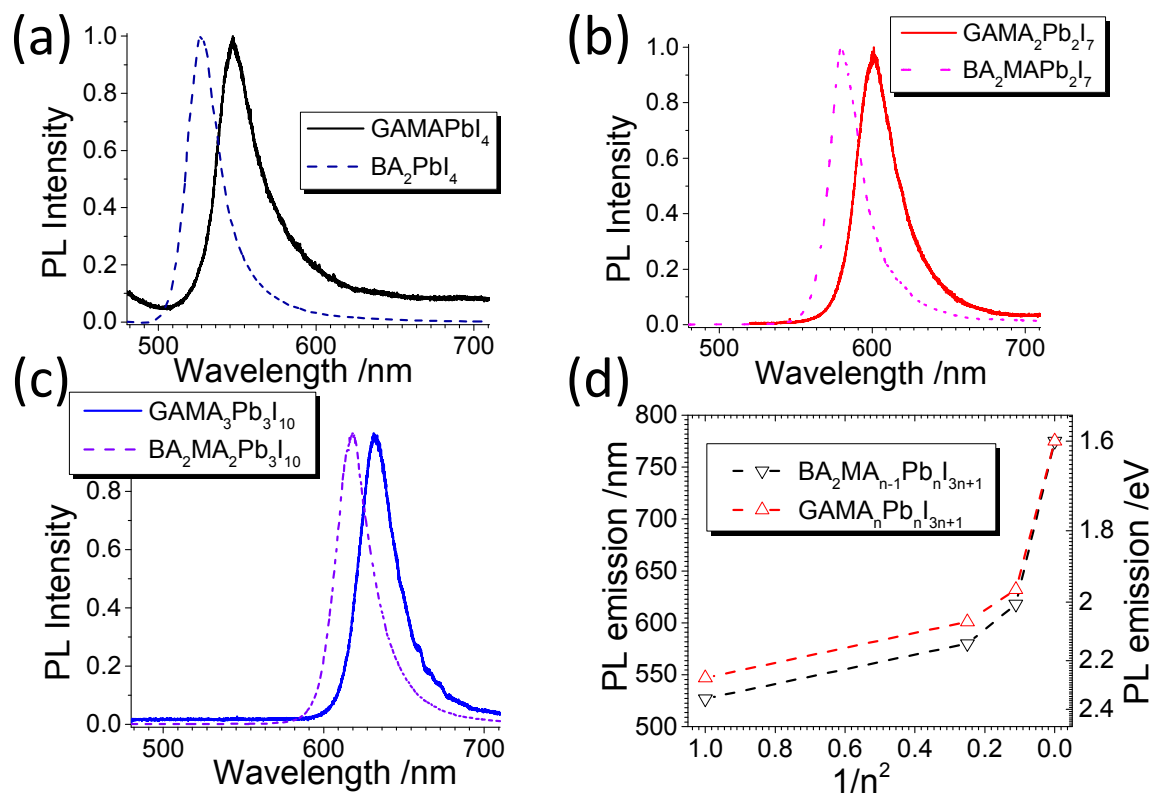 (a)
1.0
0.8
0.6
0.4
0.2
0.0
PL Intensity
GAMAPbI₄
BA₂PbI₄
500 600 700
Wavelength /nm
(b)
1.0
0.8
0.6
0.4
0.2
0.0
PL Intensity
GAMA₂Pb₂I₇
BA₂MAPb₂I₇
500 600 700
Wavelength /nm
(c)
GAMA₃Pb₃I₁₀
BA₂MA₂Pb₃I₁₀
0.8
0.6
0.4
0.2
0.0
PL Intensity
500 600 700
Wavelength /nm
(d)
800
750
700
650
600
550
500
PL emission /nm
BA₂MAₙ₋₁PbₙI₃ₙ₊₁
GAMAₙPbₙI₃ₙ₊₁
1.6
1.8
2
2.2
2.4
PL emission /eV
1.0 0.8 0.6 0.4 0.2 0.0
1/n²